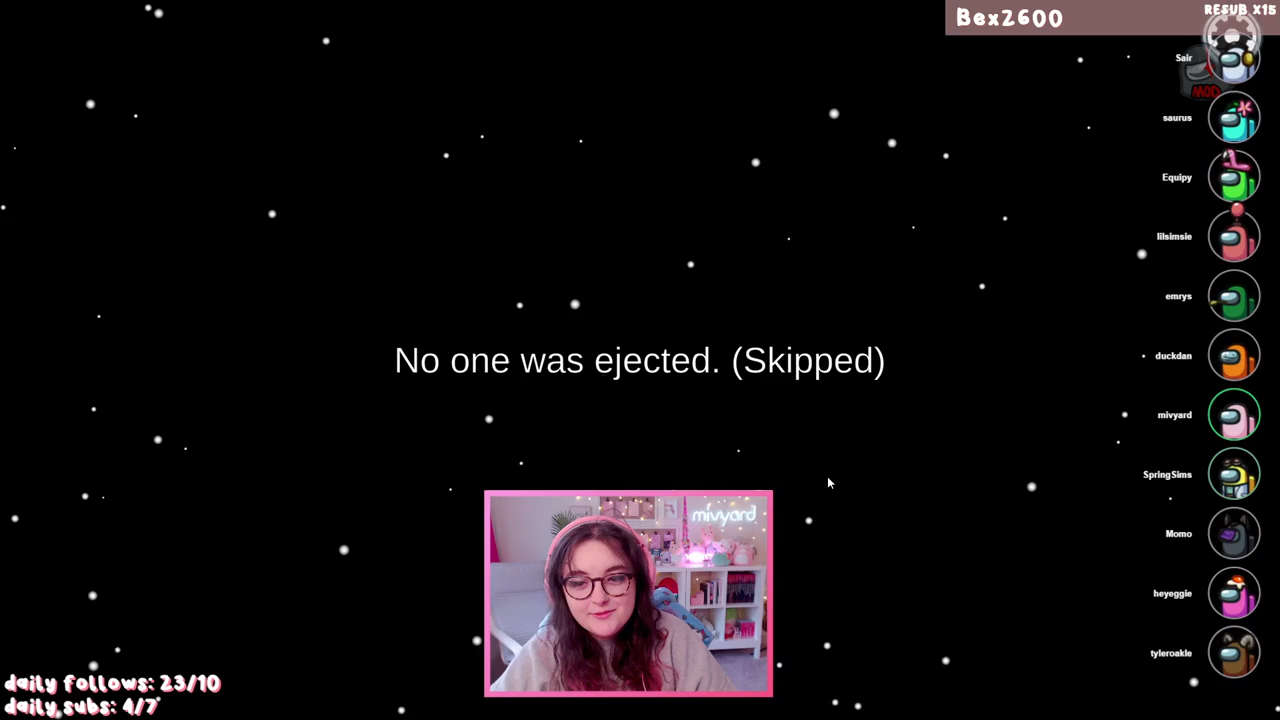 Bex2600
RESUB X15
Sair
MOD
saurus
Equipy
lilsimsie
emrys
duckdan
mivyard
SpringSims
Momo
heyeggie
tyleroakle
No one was ejected. (Skipped)
mivyard
daily follows: 23/10
daily subs: 4/7